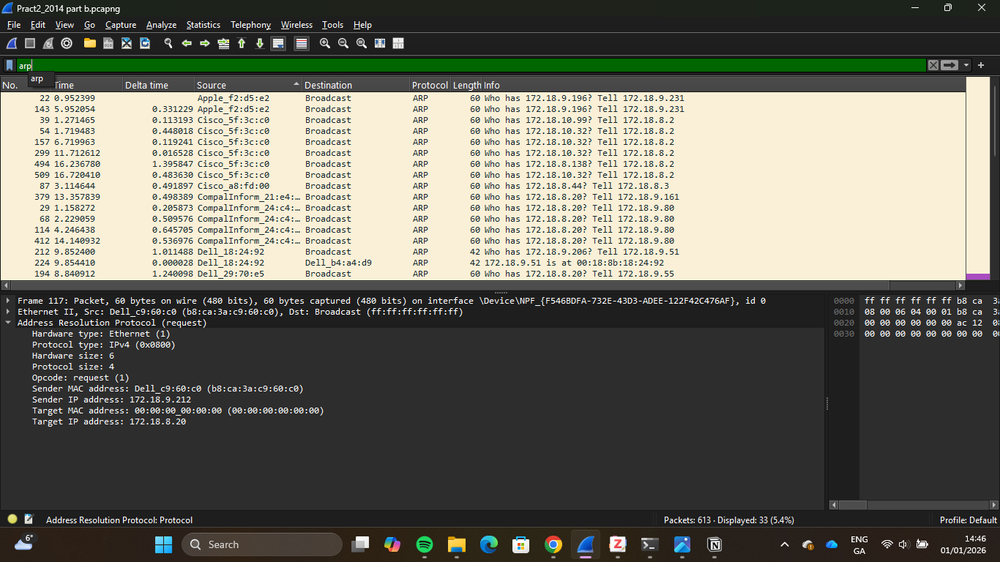 Pract2_2014 part b.pcapng
File Edit View Go Capture Analyze Statistics Telephony Wireless Tools Help
arp
arp
No. Time Delta time Source Destination Protocol Length Info
22 0.952399 Apple_f2:d5:e2 Broadcast ARP 60 Who has 172.18.9.196? Tell 172.18.9.231
143 5.952054 0.331229 Apple_f2:d5:e2 Broadcast ARP 60 Who has 172.18.9.196? Tell 172.18.9.231
39 1.271465 0.113193 Cisco_5f:3c:c0 Broadcast ARP 60 Who has 172.18.10.99? Tell 172.18.8.2
54 1.719483 0.448018 Cisco_5f:3c:c0 Broadcast ARP 60 Who has 172.18.10.32? Tell 172.18.8.2
157 6.719963 0.119241 Cisco_5f:3c:c0 Broadcast ARP 60 Who has 172.18.10.32? Tell 172.18.8.2
299 11.712612 0.016528 Cisco_5f:3c:c0 Broadcast ARP 60 Who has 172.18.10.32? Tell 172.18.8.2
494 16.236780 1.395847 Cisco_5f:3c:c0 Broadcast ARP 60 Who has 172.18.8.138? Tell 172.18.8.2
509 16.720410 0.483630 Cisco_5f:3c:c0 Broadcast ARP 60 Who has 172.18.10.32? Tell 172.18.8.2
87 3.114644 0.491897 Cisco_a8:fd:00 Broadcast ARP 60 Who has 172.18.8.44? Tell 172.18.8.3
379 13.357839 0.498389 CompalInform_21:e4:… Broadcast ARP 60 Who has 172.18.8.20? Tell 172.18.9.161
29 1.158272 0.205873 CompalInform_24:c4:… Broadcast ARP 60 Who has 172.18.8.20? Tell 172.18.9.80
68 2.229059 0.509576 CompalInform_24:c4:… Broadcast ARP 60 Who has 172.18.8.20? Tell 172.18.9.80
114 4.246438 0.645705 CompalInform_24:c4:… Broadcast ARP 60 Who has 172.18.8.20? Tell 172.18.9.80
412 14.140932 0.536976 CompalInform_24:c4:… Broadcast ARP 60 Who has 172.18.8.20? Tell 172.18.9.80
212 9.852400 1.011488 Dell_18:24:92 Broadcast ARP 42 Who has 172.18.9.206? Tell 172.18.9.51
224 9.854410 0.000028 Dell_18:24:92 Dell_b4:a4:d9 ARP 42 172.18.9.51 is at 00:18:8b:18:24:92
194 8.840912 1.240098 Dell_29:70:e5 Broadcast ARP 60 Who has 172.18.8.20? Tell 172.18.9.55
Frame 117: Packet, 60 bytes on wire (480 bits), 60 bytes captured (480 bits) on interface \Device\NPF_{F546BDFA-732E-43D3-ADEE-122F42C476AF}, id 0
Ethernet II, Src: Dell_c9:60:c0 (b8:ca:3a:c9:60:c0), Dst: Broadcast (ff:ff:ff:ff:ff:ff)
Address Resolution Protocol (request)
Hardware type: Ethernet (1)
Protocol type: IPv4 (0x0800)
Hardware size: 6
Protocol size: 4
Opcode: request (1)
Sender MAC address: Dell_c9:60:c0 (b8:ca:3a:c9:60:c0)
Sender IP address: 172.18.9.212
Target MAC address: 00:00:00_00:00:00 (00:00:00:00:00:00)
Target IP address: 172.18.8.20
0000 ff ff ff ff ff ff b8 ca 3a
0010 08 00 06 04 00 01 b8 ca 3a
0020 00 00 00 00 00 00 ac 12 08
0030 00 00 00 00 00 00 00 00 00
Address Resolution Protocol: Protocol
Packets: 613 · Displayed: 33 (5.4%)
Profile: Default
6°
Search
ENG
GA
14:46
01/01/2026